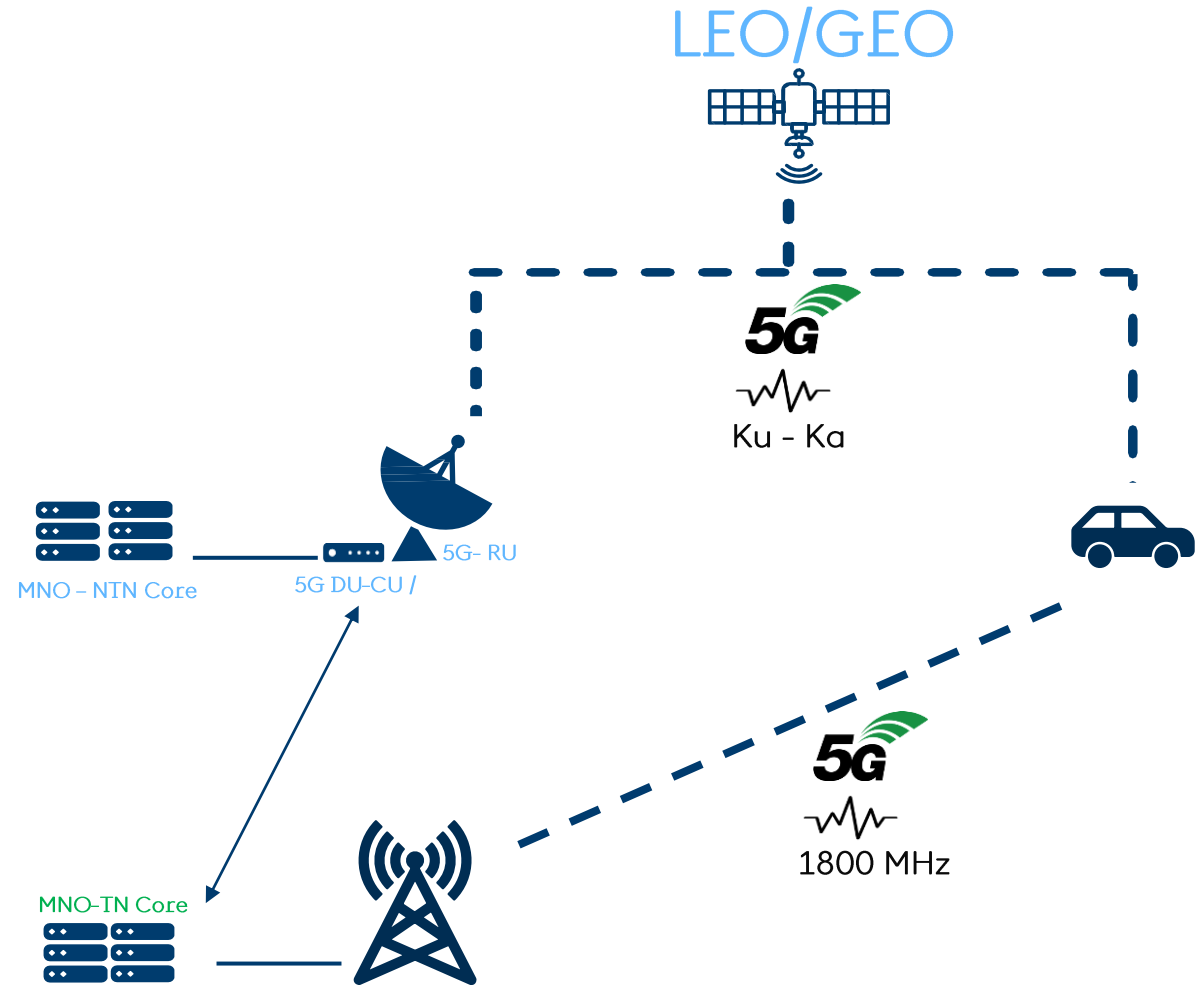 LEO/GEO
5G
Ku - Ka
5G- RU
MNO – NTN Core
5G DU-CU /
5G
1800 MHz
MNO-TN Core